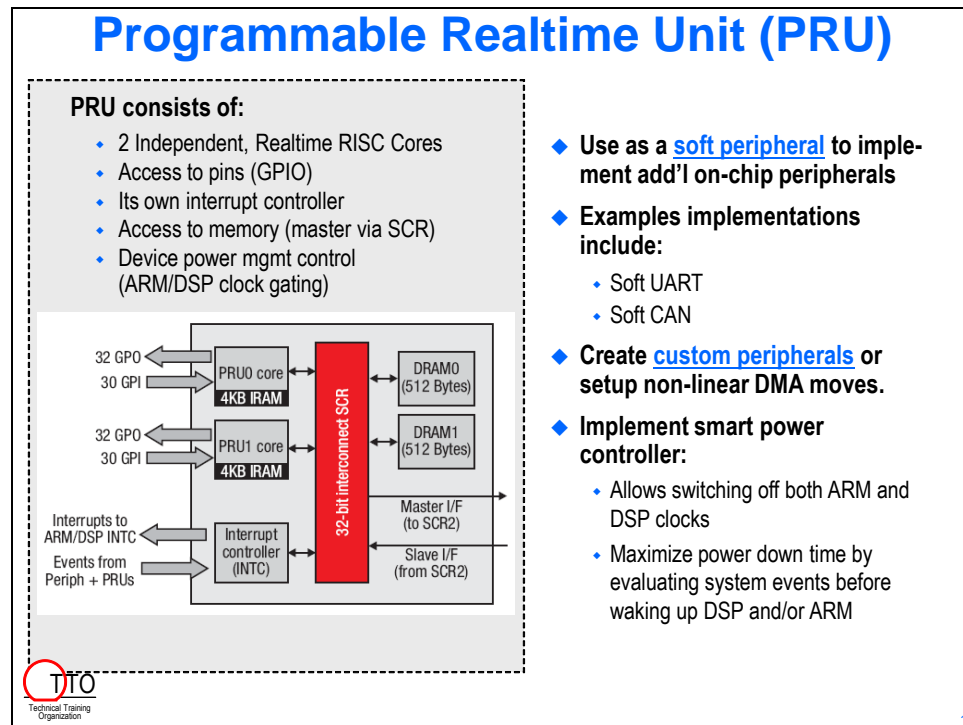 Programmable Realtime Unit (PRU)
PRU consists of:
2 Independent, Realtime RISC Cores
Access to pins (GPIO)
Its own interrupt controller
Access to memory (master via SCR)
Device power mgmt control
(ARM/DSP clock gating)
32 GPO
30 GPI
PRU0 core
4KB IRAM
32 GPO
30 GPI
PRU1 core
4KB IRAM
Interrupts to
ARM/DSP INTC
Events from
Periph + PRUs
Interrupt
controller
(INTC)
32-bit interconnect SCR
DRAM0
(512 Bytes)
DRAM1
(512 Bytes)
Master I/F
(to SCR2)
Slave I/F
(from SCR2)
Use as a soft peripheral to imple-
ment add'l on-chip peripherals
Examples implementations
include:
Soft UART
Soft CAN
Create custom peripherals or
setup non-linear DMA moves.
Implement smart power
controller:
Allows switching off both ARM and
DSP clocks
Maximize power down time by
evaluating system events before
waking up DSP and/or ARM
TTO
Technical Training
Organization